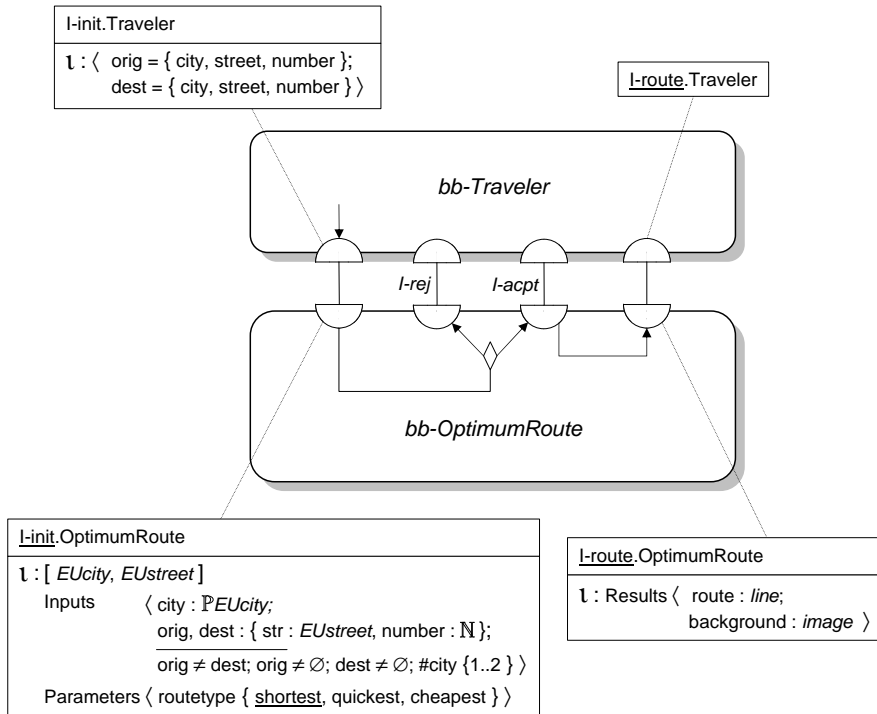 I-init.Traveler
ι : ⟨ orig = { city, street, number };
dest = { city, street, number } ⟩
I-route.Traveler
bb-Traveler
I-rej
I-acpt
bb-OptimumRoute
I-init.OptimumRoute
ι : [ EUcity, EUstreet ]
Inputs ⟨ city : ℙEUcity;
orig, dest : { str : EUstreet, number : ℕ };
orig ≠ dest; orig ≠ ∅; dest ≠ ∅; #city {1..2 } ⟩
Parameters ⟨ routetype { shortest, quickest, cheapest } ⟩
I-route.OptimumRoute
ι : Results ⟨ route : line;
background : image ⟩